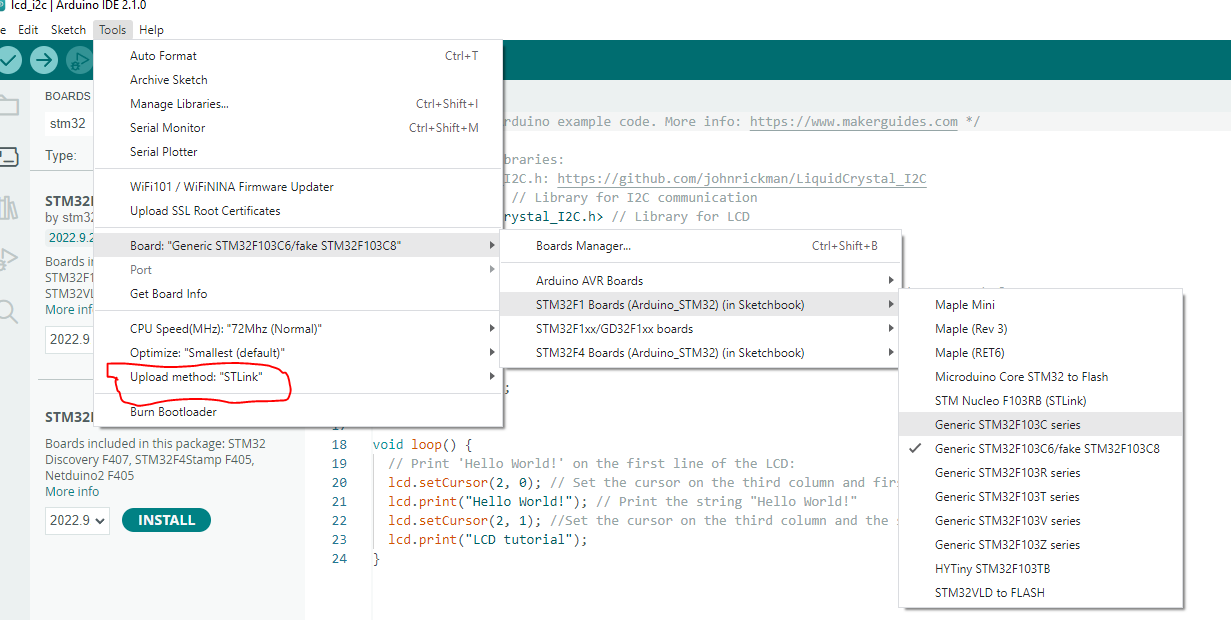 lcd_i2c | Arduino IDE 2.1.0
e Edit Sketch Tools Help
BOARDS
stm32
Type:
STM32
by stm32
2022.9.2
Boards in
STM32F1
STM32VL
More info
2022.9
STM32
Boards included in this package: STM32
Discovery F407, STM32F4Stamp F405,
Netduino2 F405
More info
2022.9 INSTALL
Auto Format Ctrl+T
Archive Sketch
Manage Libraries... Ctrl+Shift+I
Serial Monitor Ctrl+Shift+M
Serial Plotter
WiFi101 / WiFiNINA Firmware Updater
Upload SSL Root Certificates
Board: "Generic STM32F103C6/fake STM32F103C8"
Port
Get Board Info
CPU Speed(MHz): "72Mhz (Normal)"
Optimize: "Smallest (default)"
Upload method: "STLink"
Burn Bootloader
Boards Manager... Ctrl+Shift+B
Arduino AVR Boards
STM32F1 Boards (Arduino_STM32) (in Sketchbook)
STM32F1xx/GD32F1xx boards
STM32F4 Boards (Arduino_STM32) (in Sketchbook)
Maple Mini
Maple (Rev 3)
Maple (RET6)
Microduino Core STM32 to Flash
STM Nucleo F103RB (STLink)
Generic STM32F103C series
Generic STM32F103C6/fake STM32F103C8
Generic STM32F103R series
Generic STM32F103T series
Generic STM32F103V series
Generic STM32F103Z series
HYTiny STM32F103TB
STM32VLD to FLASH
rduino example code. More info: https://www.makerguides.com */
braries:
I2C.h: https://github.com/johnrickman/LiquidCrystal_I2C
// Library for I2C communication
rystal_I2C.h> // Library for LCD
;
18 void loop() {
19 // Print 'Hello World!' on the first line of the LCD:
20 lcd.setCursor(2, 0); // Set the cursor on the third column and firs
21 lcd.print("Hello World!"); // Print the string "Hello World!"
22 lcd.setCursor(2, 1); //Set the cursor on the third column and the s
23 lcd.print("LCD tutorial");
24 }